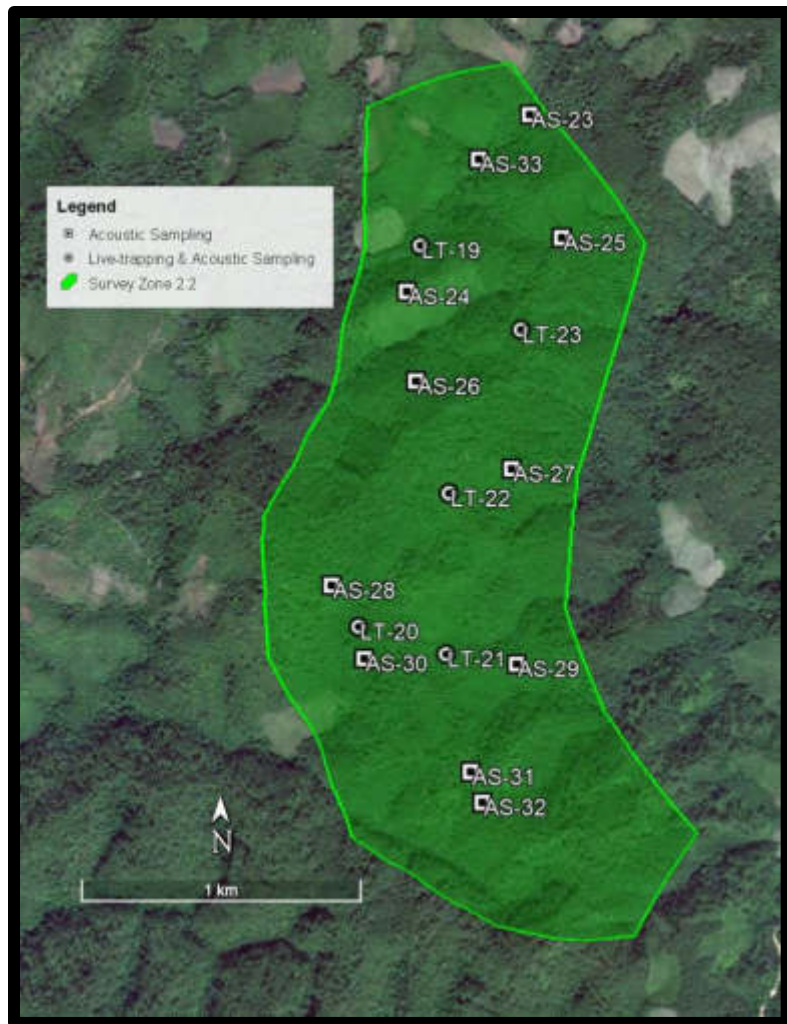 AS-23
AS-33
Legend
Acoustic Sampling
Live-trapping & Acoustic Sampling
Survey Zone 2.2
AS-25
LT-19
AS-24
LT-23
AS-26
AS-27
LT-22
AS-28
LT-20
AS-30
LT-21
AS-29
AS-31
AS-32
N
1 km